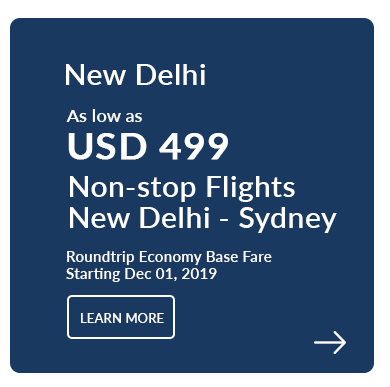 New Delhi
As low as
USD 499
Non-stop Flights
New Delhi - Sydney
Roundtrip Economy Base Fare
Starting Dec 01, 2019
LEARN MORE